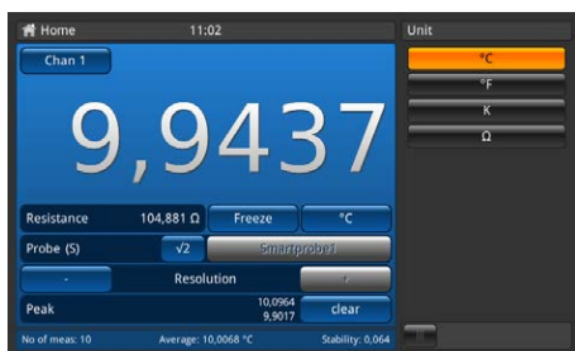 Home 11:02 Unit
Chan 1
°C
°F
K
Ω
9,9437
Resistance 104,881 Ω Freeze °C
Probe (S) √2 Smartprobe1
- Resolution +
Peak 10,0964 clear
9,9017
No of meas: 10 Average: 10,0068 °C Stability: 0,064